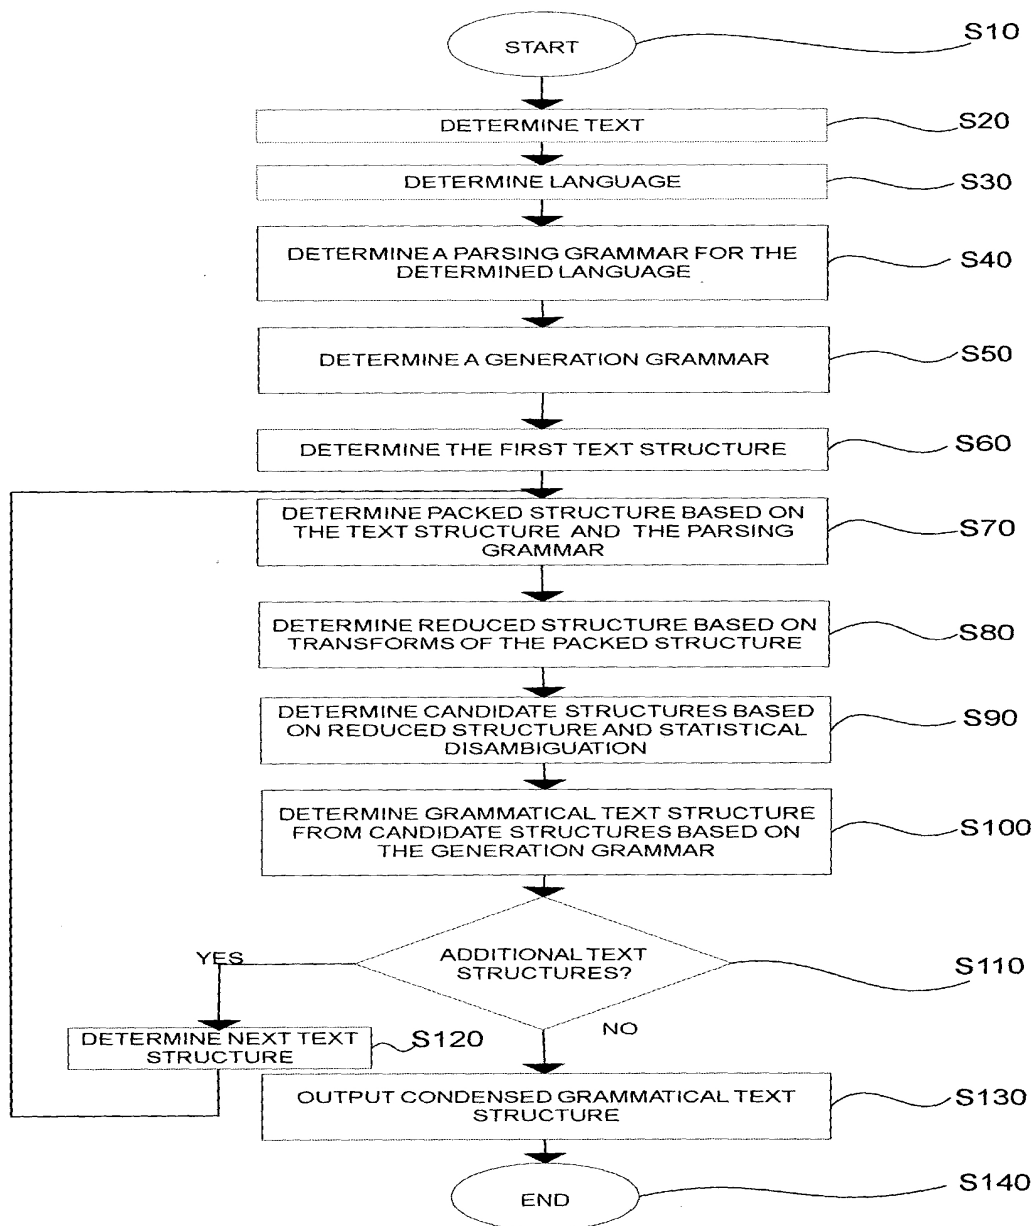 START
S10
DETERMINE TEXT
S20
DETERMINE LANGUAGE
S30
DETERMINE A PARSING GRAMMAR FOR THE
DETERMINED LANGUAGE
S40
DETERMINE A GENERATION GRAMMAR
S50
DETERMINE THE FIRST TEXT STRUCTURE
S60
DETERMINE PACKED STRUCTURE BASED ON
THE TEXT STRUCTURE AND THE PARSING
GRAMMAR
S70
DETERMINE REDUCED STRUCTURE BASED ON
TRANSFORMS OF THE PACKED STRUCTURE
S80
DETERMINE CANDIDATE STRUCTURES BASED
ON REDUCED STRUCTURE AND STATISTICAL
DISAMBIGUATION
S90
DETERMINE GRAMMATICAL TEXT STRUCTURE
FROM CANDIDATE STRUCTURES BASED ON
THE GENERATION GRAMMAR
S100
ADDITIONAL TEXT
STRUCTURES?
S110
YES
NO
DETERMINE NEXT TEXT
STRUCTURE
S120
OUTPUT CONDENSED GRAMMATICAL TEXT
STRUCTURE
S130
END
S140